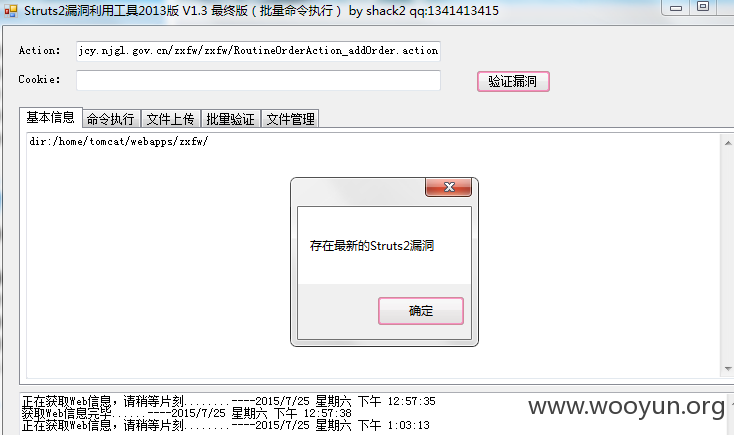 Struts2漏洞利用工具2013版 V1.3 最终版（批量命令执行） by shack2 qq:1341413415
Action: jcy.njgl.gov.cn/zxfw/zxfw/RoutineOrderAction_addOrder.action
Cookie: 验证漏洞
基本信息 命令执行 文件上传 批量验证 文件管理
dir:/home/tomcat/webapps/zxfw/
存在最新的Struts2漏洞
确定
正在获取Web信息，请稍等片刻........----2015/7/25 星期六 下午 12:57:35
获取Web信息完毕......----2015/7/25 星期六 下午 12:57:38
正在获取Web信息，请稍等片刻........----2015/7/25 星期六 下午 1:03:13
www.wooyun.org